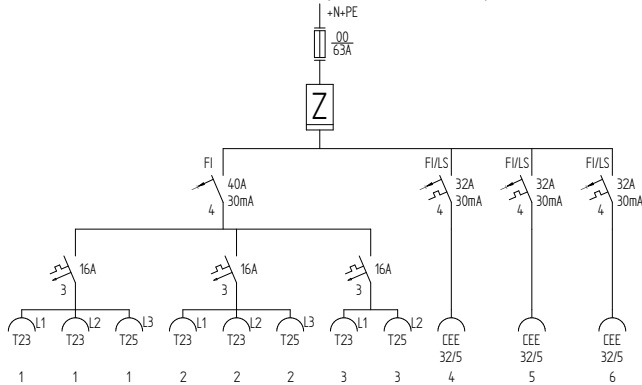 +N+PE
00
63A
Z
FI
40A
30mA
4
FI/LS
32A
30mA
4
FI/LS
32A
30mA
4
FI/LS
32A
30mA
4
16A
3
16A
3
16A
3
L1
T23
L2
T23
L3
T25
L1
T23
L2
T23
L3
T25
L1
T23
L2
T25
CEE
32/5
CEE
32/5
CEE
32/5
1 1 1 2 2 2 3 3 4 5 6